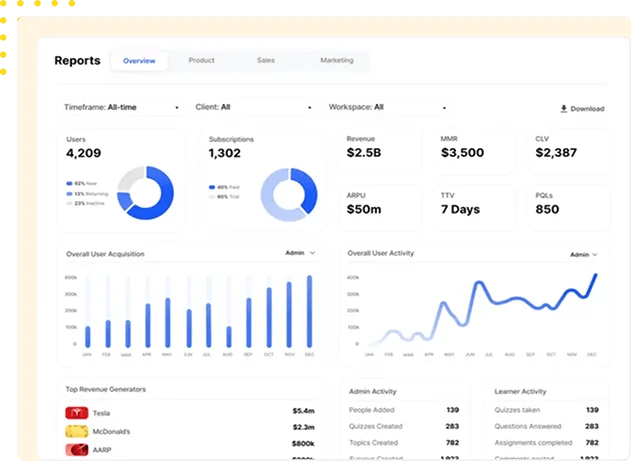 Reports Overview Product Sales Marketing
Timeframe: All-time Client: All Workspace: All Download
Users
4,209
62% New
13% Returning
23% Inactive
Subscriptions
1,302
40% Paid
60% Trial
Revenue
$2.5B
MMR
$3,500
CLV
$2,387
ARPU
$50m
TTV
7 Days
PQLs
850
Overall User Acquisition Admin
400k
300k
200k
100k
0
JAN FEB MAR APR MAY JUN JUL AUG SEP OCT NOV DEC
Overall User Activity Admin
400k
300k
200k
100k
0
JAN FEB MAR APR MAY JUN JUL AUG SEP OCT NOV DEC
Top Revenue Generators
Tesla $5.4m
McDonald's $2.3m
AARP $800k
Admin Activity
People Added 139
Quizzes Created 283
Topics Created 782
Learner Activity
Quizzes taken 139
Questions Answered 283
Assignments completed 782